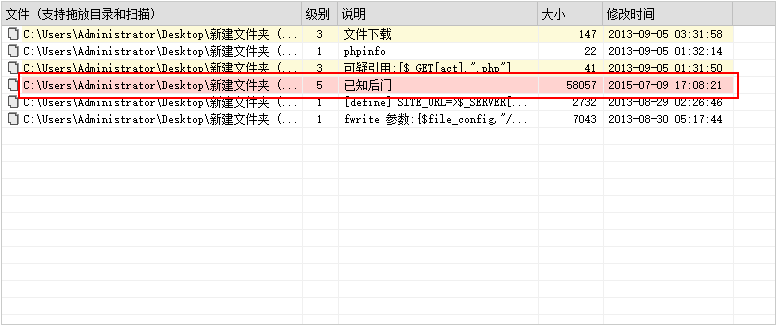 文件（支持拖放目录和扫描） 级别 说明 大小 修改时间
C:\Users\Administrator\Desktop\新建文件夹 (... 3 文件下载 147 2013-09-05 03:31:58
C:\Users\Administrator\Desktop\新建文件夹 (... 1 phpinfo 22 2013-09-05 01:32:14
C:\Users\Administrator\Desktop\新建文件夹 (... 3 可疑引用:[$_GET[act].".php"] 41 2013-09-05 01:31:50
C:\Users\Administrator\Desktop\新建文件夹 (... 5 已知后门 58057 2015-07-09 17:08:21
C:\Users\Administrator\Desktop\新建文件夹 (... 1 [define] SITE_URL=>$_SERVER[... 2732 2013-08-29 02:26:46
C:\Users\Administrator\Desktop\新建文件夹 (... 1 fwrite 参数:{$file_config,"/... 7043 2013-08-30 05:17:44